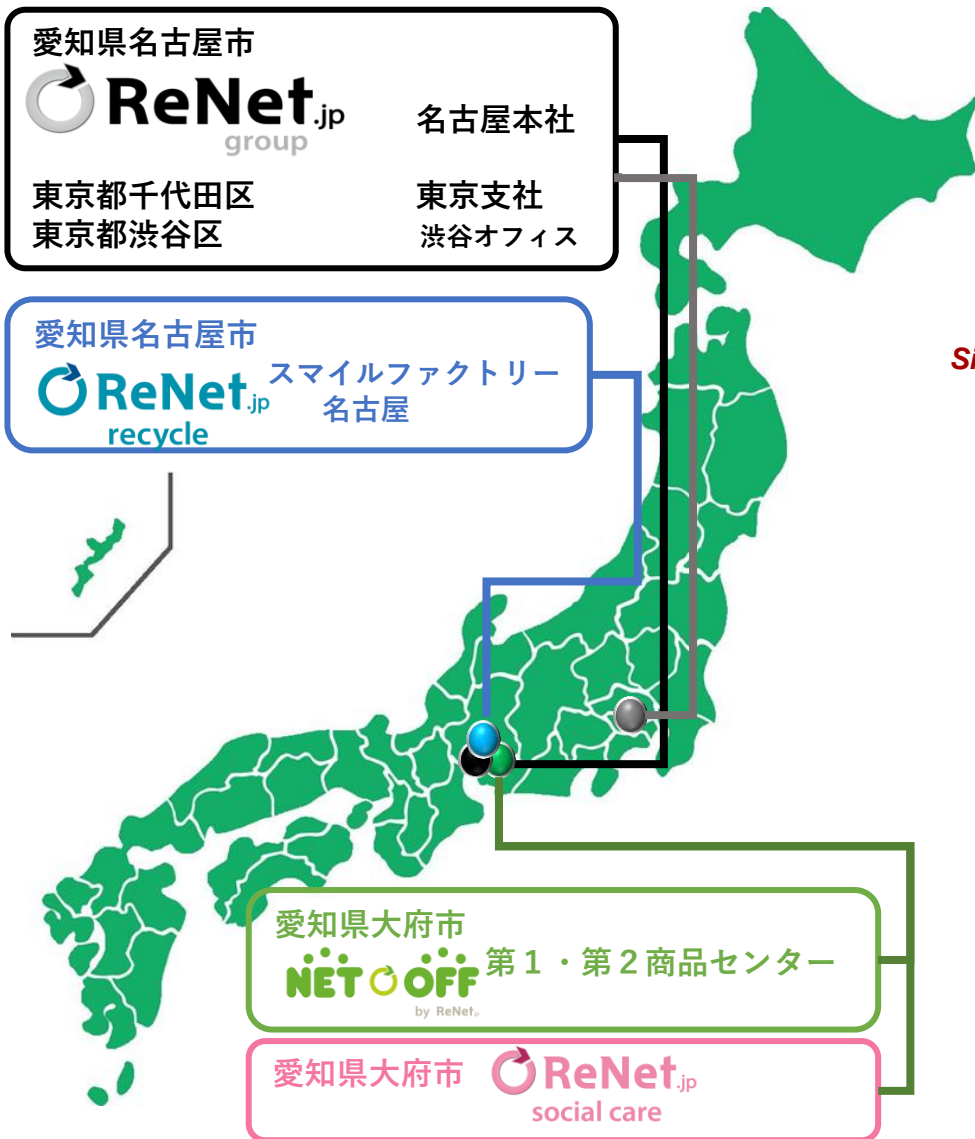 愛知県名古屋市
ReNet.jp
group
名古屋本社
東京都千代田区 東京支社
東京都渋谷区 渋谷オフィス
愛知県名古屋市
ReNet.jp
recycle
スマイルファクトリー
名古屋
Si
愛知県大府市
NET OFF
by ReNet.jp
第１・第２商品センター
愛知県大府市
ReNet.jp
social care